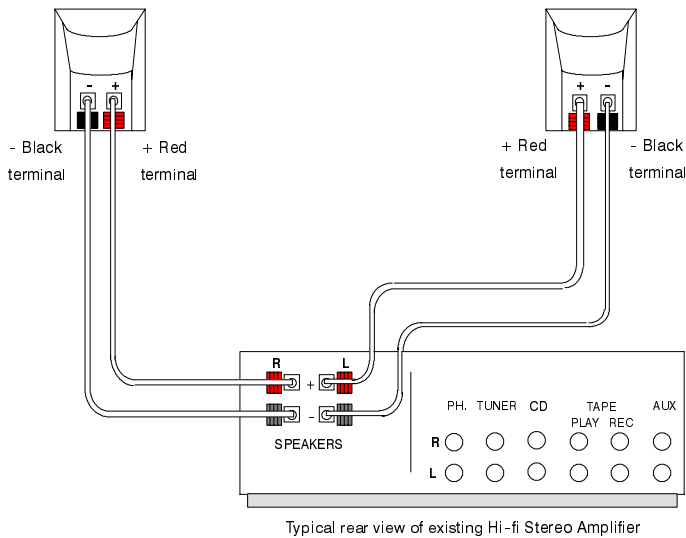 - +
+ -
- Black
terminal
+ Red
terminal
+ Red
terminal
- Black
terminal
R L
+
-
SPEAKERS
PH. TUNER CD TAPE AUX
PLAY REC
R
L
Typical rear view of existing Hi-fi Stereo Amplifier